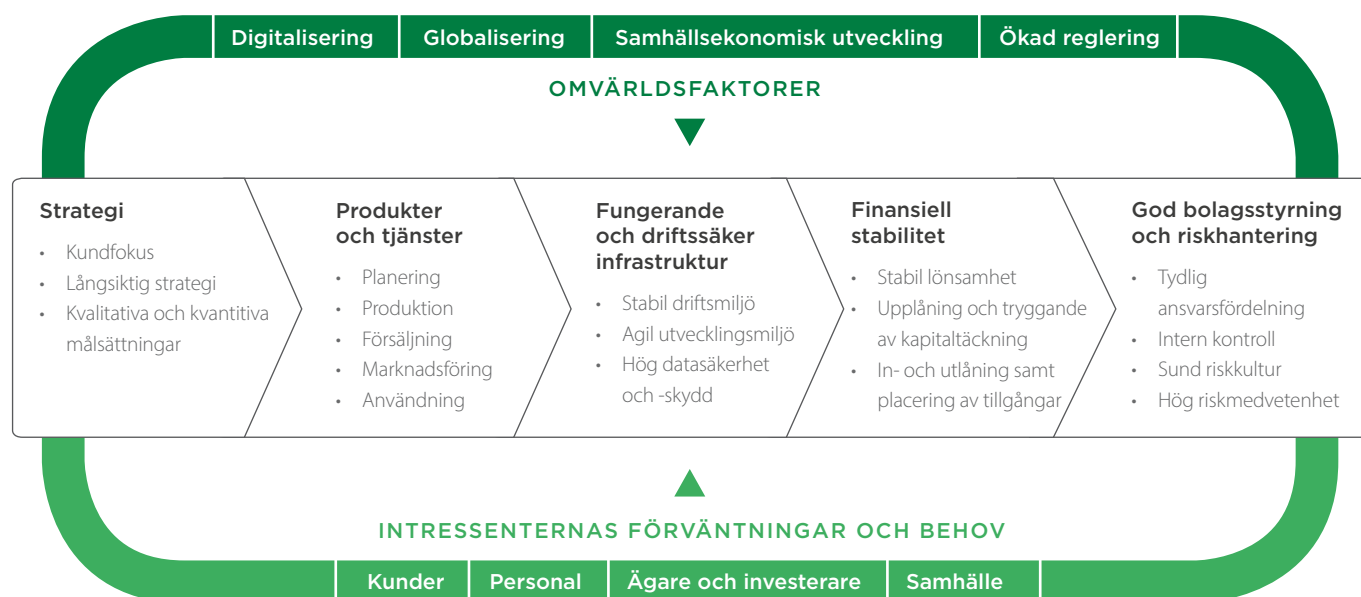 Digitalisering
Globalisering
Samhällsekonomisk utveckling
Ökad reglering
OMVÄRLDSFAKTORER
Strategi
• Kundfokus
• Långsiktig strategi
• Kvalitativa och kvantitiva
målsättningar
Produkter
och tjänster
• Planering
• Produktion
• Försäljning
• Marknadsföring
• Användning
Fungerande
och driftssäker
infrastruktur
• Stabil driftsmiljö
• Agil utvecklingsmiljö
• Hög datasäkerhet
och -skydd
Finansiell
stabilitet
• Stabil lönsamhet
• Upplåning och tryggande
av kapitaltäckning
• In- och utlåning samt
placering av tillgångar
God bolagsstyrning
och riskhantering
• Tydlig
ansvarsfördelning
• Intern kontroll
• Sund riskkultur
• Hög riskmedvetenhet
INTRESSENTERNAS FÖRVÄNTNINGAR OCH BEHOV
Kunder
Personal
Ägare och investerare
Samhälle